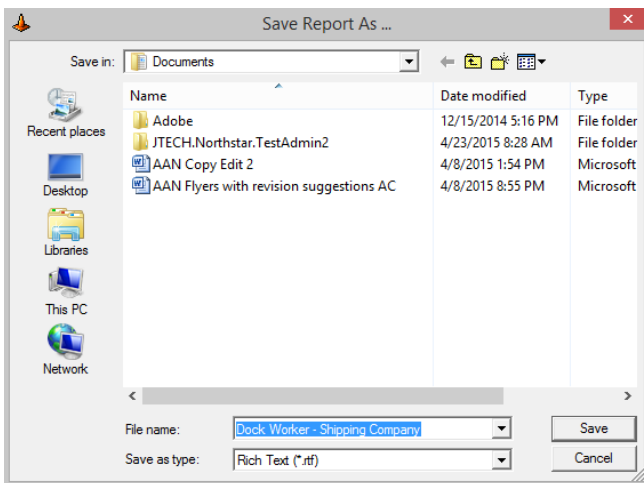 Save Report As ...
Save in: Documents
Name Date modified Type
Adobe 12/15/2014 5:16 PM File folder
JTECH.Northstar.TestAdmin2 4/23/2015 8:28 AM File folder
AAN Copy Edit 2 4/8/2015 1:54 PM Microsoft
AAN Flyers with revision suggestions AC 4/8/2015 8:55 PM Microsoft
Recent places
Desktop
Libraries
This PC
Network
File name: Dock Worker - Shipping Company Save
Save as type: Rich Text (*.rtf) Cancel